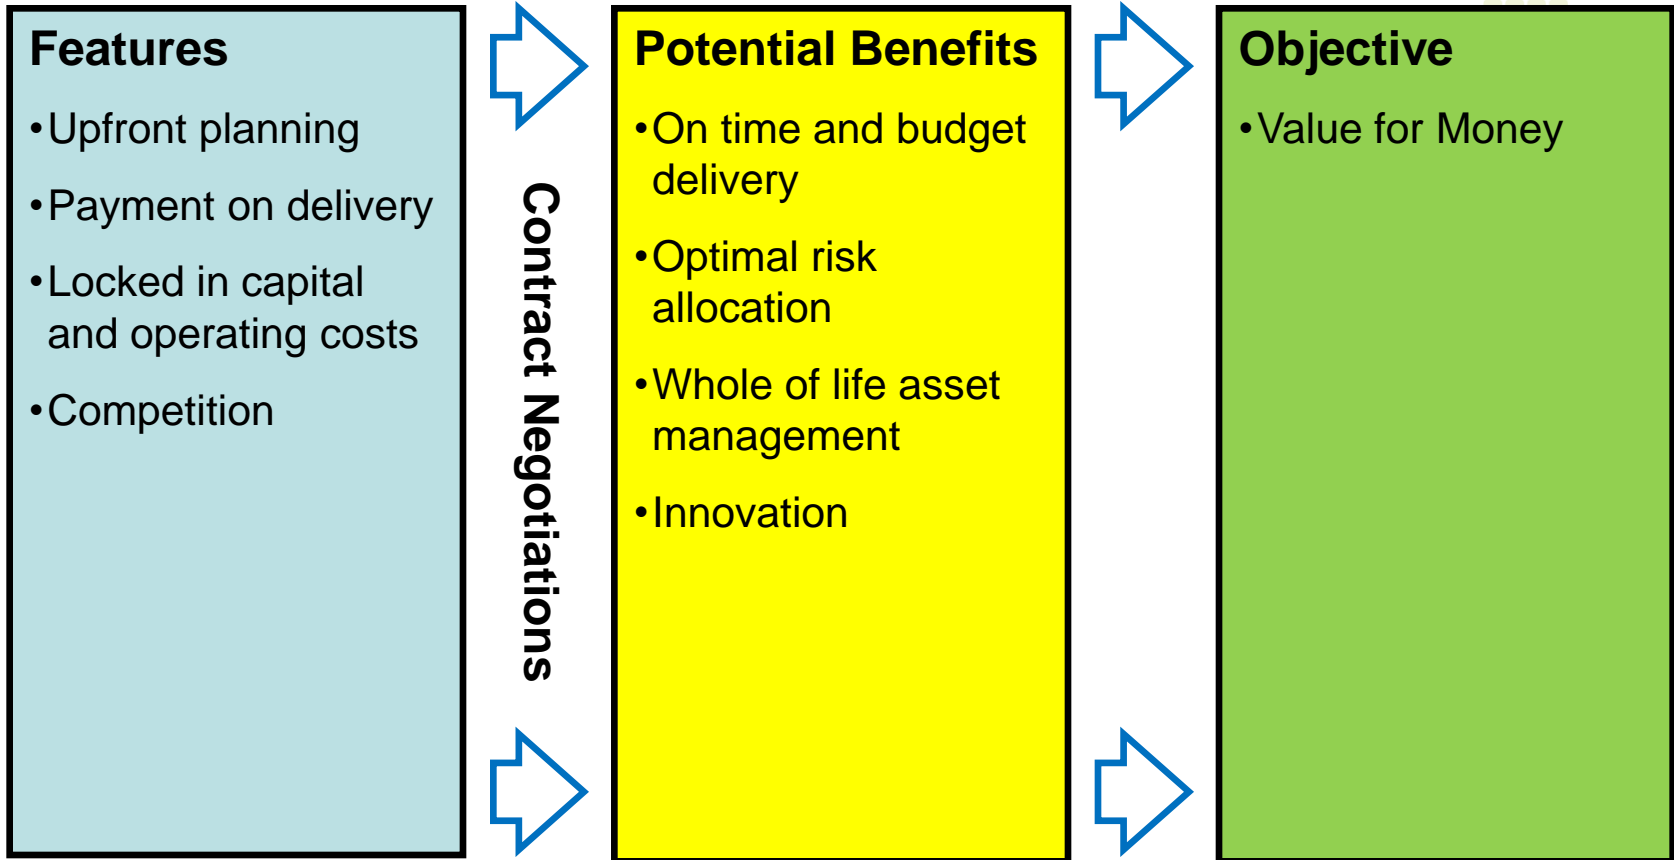 Features
•Upfront planning
•Payment on delivery
•Locked in capital
and operating costs
•Competition
Contract Negotiations
Potential Benefits
•On time and budget
delivery
•Optimal risk
allocation
•Whole of life asset
management
•Innovation
Objective
•Value for Money